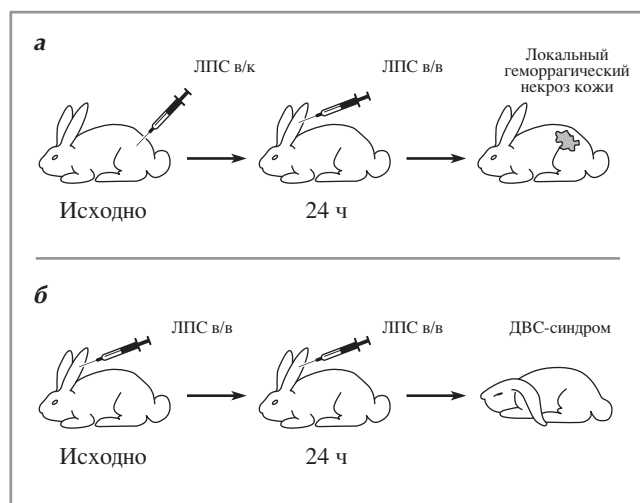 а
ЛПС в/к
ЛПС в/в
Локальный
геморрагический
некроз кожи
Исходно
24 ч
б
ЛПС в/в
ЛПС в/в
ДВС-синдром
Исходно
24 ч